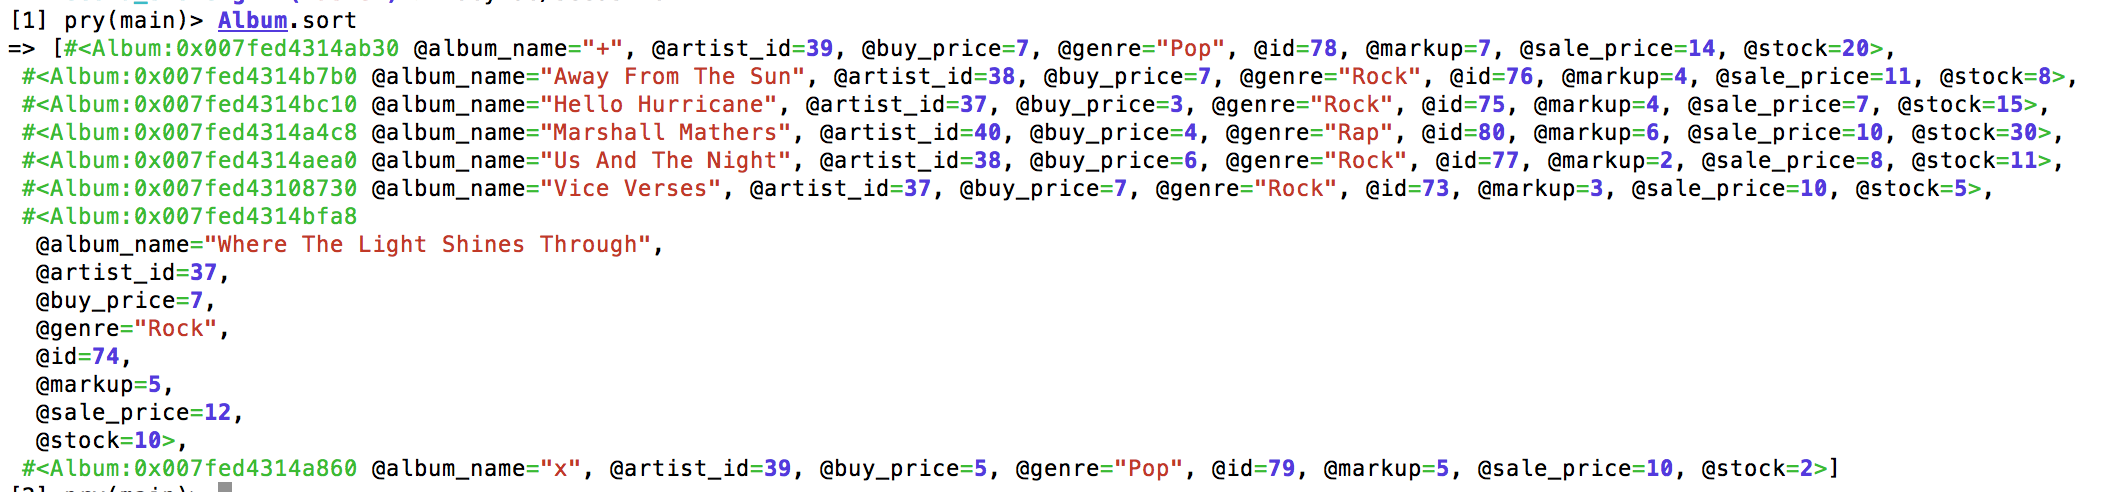 [1] pry(main)> Album.sort
=> [#<Album:0x007fed4314ab30 @album_name="+", @artist_id=39, @buy_price=7, @genre="Pop", @id=78, @markup=7, @sale_price=14, @stock=20>,
 #<Album:0x007fed4314b7b0 @album_name="Away From The Sun", @artist_id=38, @buy_price=7, @genre="Rock", @id=76, @markup=4, @sale_price=11, @stock=8>,
 #<Album:0x007fed4314bc10 @album_name="Hello Hurricane", @artist_id=37, @buy_price=3, @genre="Rock", @id=75, @markup=4, @sale_price=7, @stock=15>,
 #<Album:0x007fed4314a4c8 @album_name="Marshall Mathers", @artist_id=40, @buy_price=4, @genre="Rap", @id=80, @markup=6, @sale_price=10, @stock=30>,
 #<Album:0x007fed4314aea0 @album_name="Us And The Night", @artist_id=38, @buy_price=6, @genre="Rock", @id=77, @markup=2, @sale_price=8, @stock=11>,
 #<Album:0x007fed43108730 @album_name="Vice Verses", @artist_id=37, @buy_price=7, @genre="Rock", @id=73, @markup=3, @sale_price=10, @stock=5>,
 #<Album:0x007fed4314bfa8
  @album_name="Where The Light Shines Through",
  @artist_id=37,
  @buy_price=7,
  @genre="Rock",
  @id=74,
  @markup=5,
  @sale_price=12,
  @stock=10>,
 #<Album:0x007fed4314a860 @album_name="x", @artist_id=39, @buy_price=5, @genre="Pop", @id=79, @markup=5, @sale_price=10, @stock=2>]
[2] pry(main)>